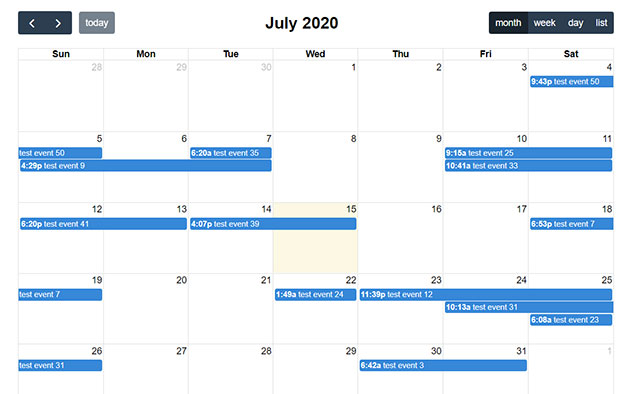 today
July 2020
month week day list
Sun Mon Tue Wed Thu Fri Sat
28 29 30 1 2 3 4
9:43p test event 50
5 6 7 8 9 10 11
test event 50 6:20a test event 35 9:15a test event 25
4:29p test event 9 10:41a test event 33
12 13 14 15 16 17 18
6:20p test event 41 4:07p test event 39 6:53p test event 7
19 20 21 22 23 24 25
test event 7 1:49a test event 24 11:39p test event 12
10:13a test event 31
6:08a test event 23
26 27 28 29 30 31 1
test event 31 6:42a test event 3